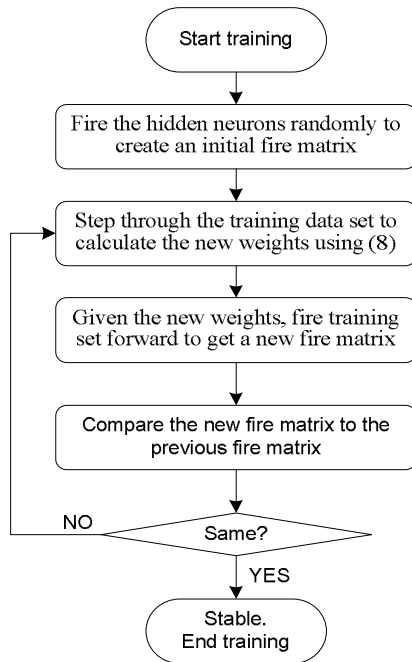 Start training
Fire the hidden neurons randomly to
create an initial fire matrix
Step through the training data set to
calculate the new weights using (8)
Given the new weights, fire training
set forward to get a new fire matrix
Compare the new fire matrix to the
previous fire matrix
NO
Same?
YES
Stable.
End training